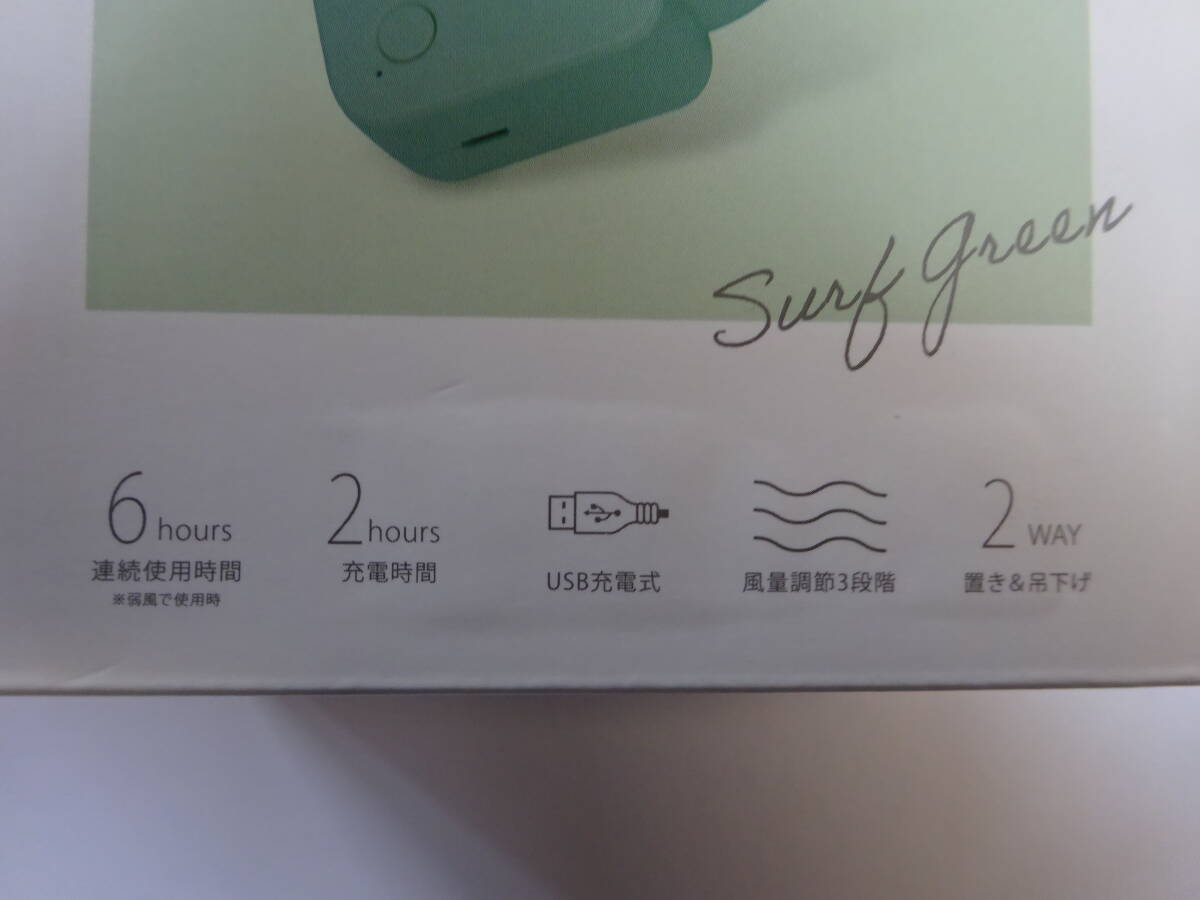 Surf green
6 hours
連続使用時間
※弱風で使用時
2 hours
充電時間
USB充電式
風量調節3段階
2 WAY
置き&吊下げ